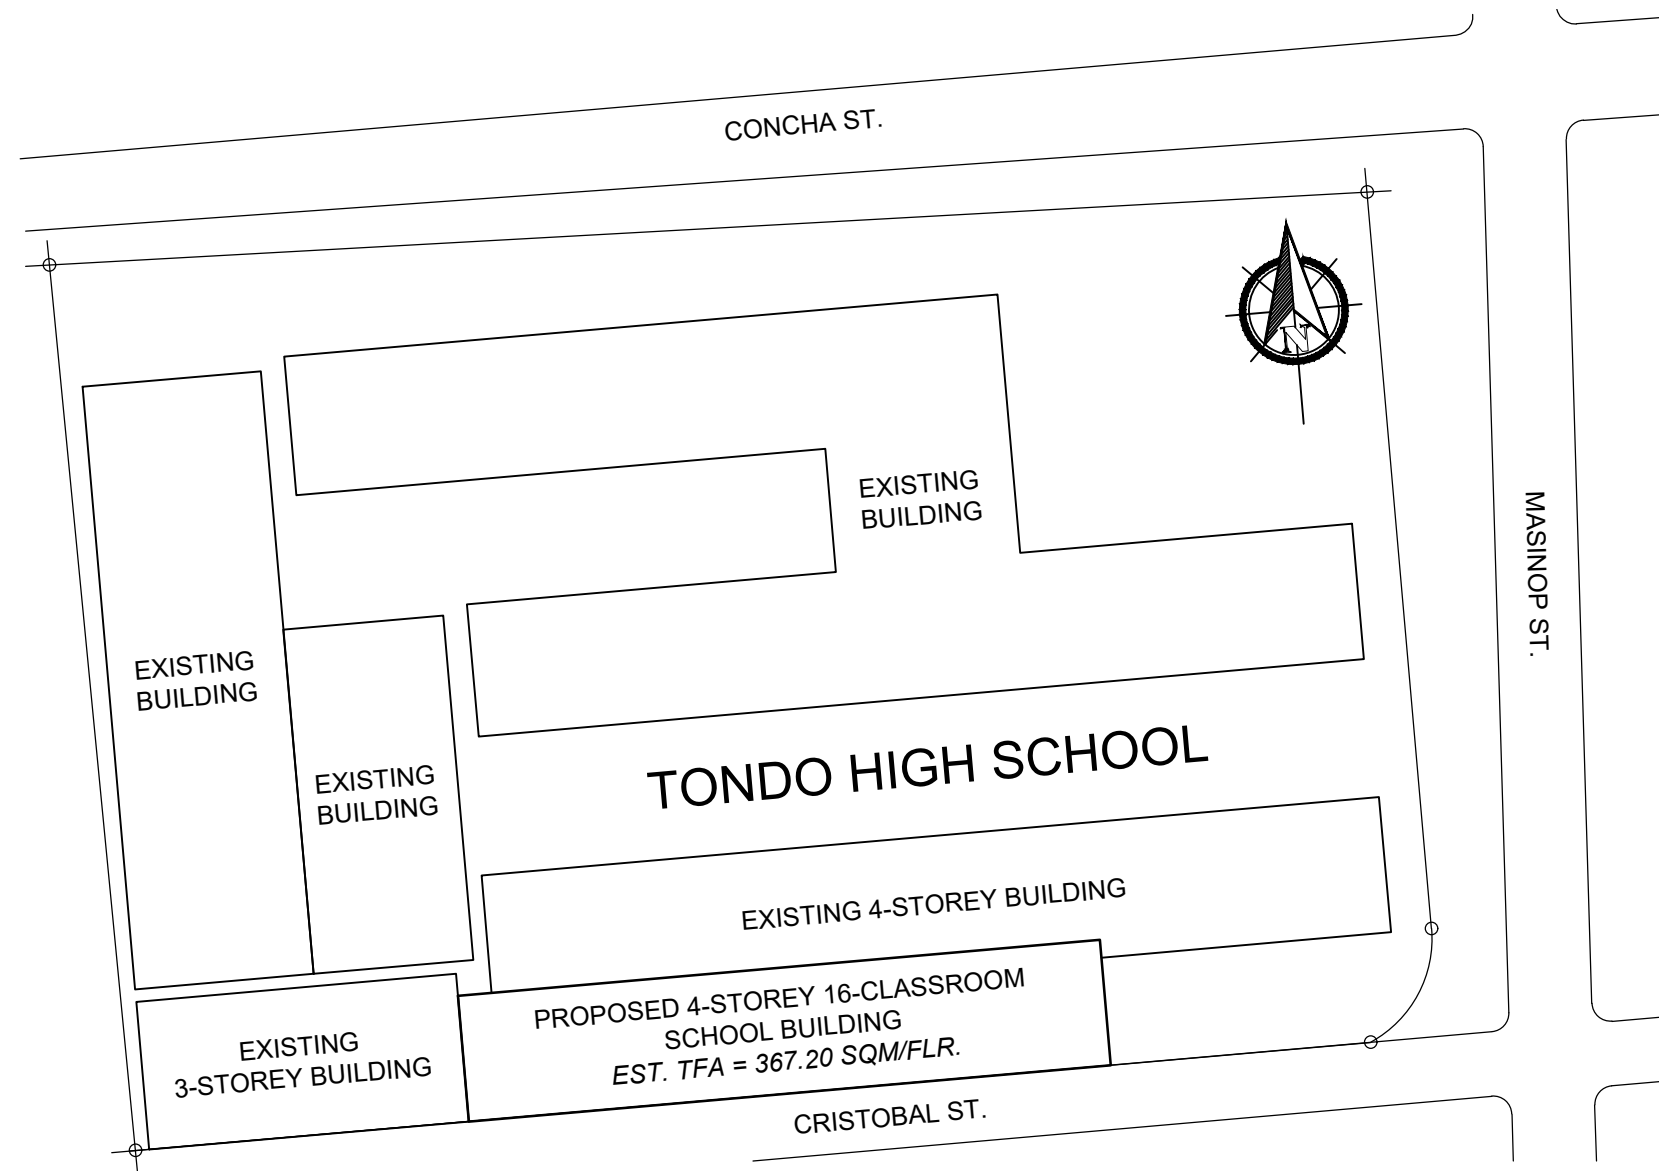 CONCHA ST.
N
EXISTING
BUILDING
MASINOP ST.
EXISTING
BUILDING
EXISTING
BUILDING
TONDO HIGH SCHOOL
EXISTING 4-STOREY BUILDING
PROPOSED 4-STOREY 16-CLASSROOM
SCHOOL BUILDING
EST. TFA = 367.20 SQM/FLR.
EXISTING
3-STOREY BUILDING
CRISTOBAL ST.